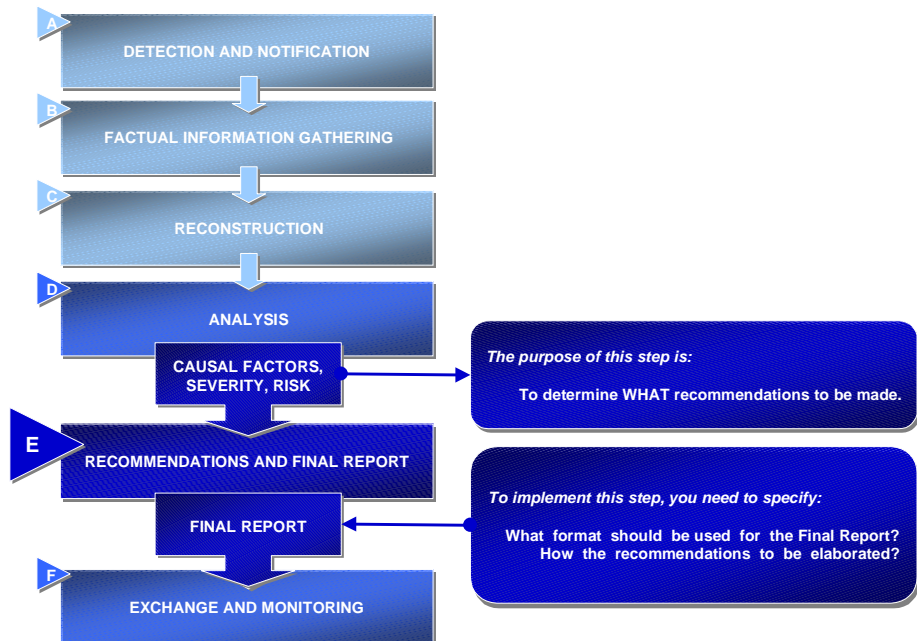 A
DETECTION AND NOTIFICATION
B
FACTUAL INFORMATION GATHERING
C
RECONSTRUCTION
D
ANALYSIS
CAUSAL FACTORS,
SEVERITY, RISK
The purpose of this step is:
To determine WHAT recommendations to be made.
E
RECOMMENDATIONS AND FINAL REPORT
FINAL REPORT
To implement this step, you need to specify:
What format should be used for the Final Report?
How the recommendations to be elaborated?
F
EXCHANGE AND MONITORING